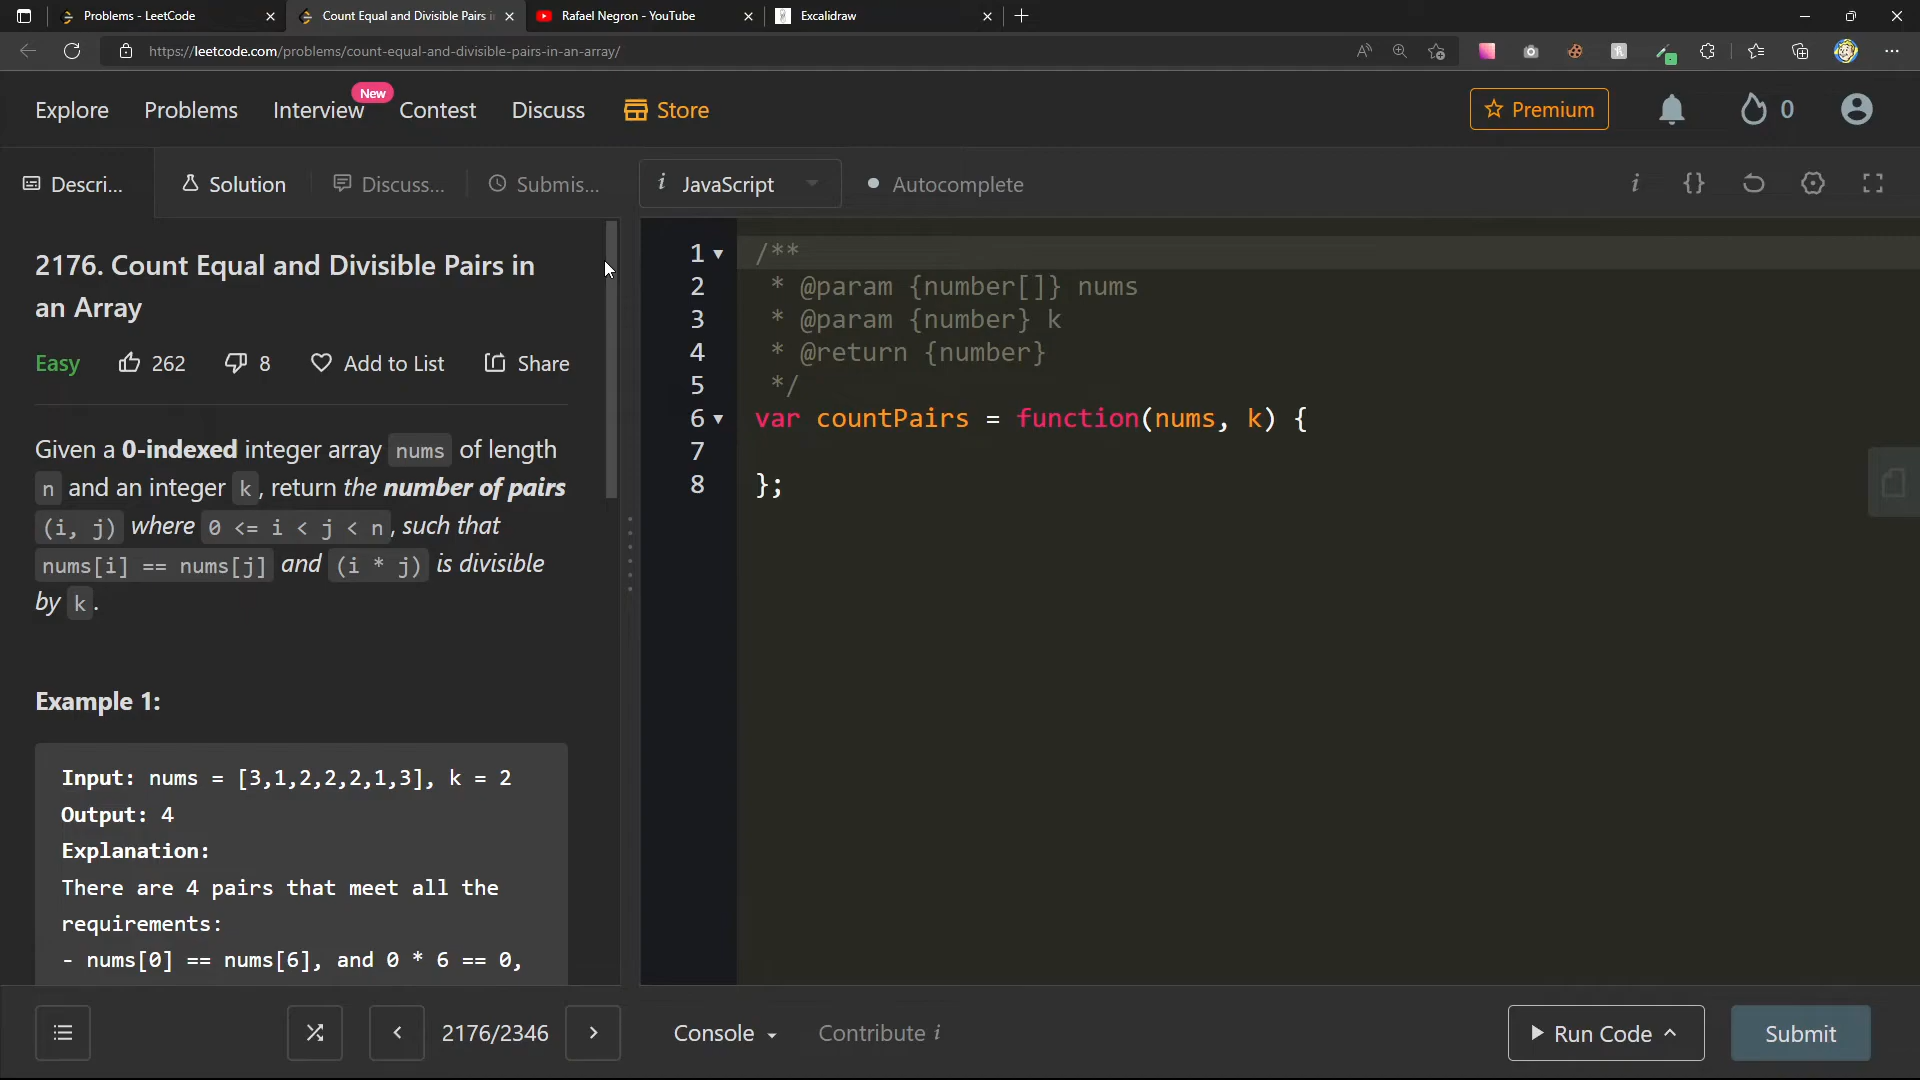 Problems - LeetCode
Count Equal and Divisible Pairs i
Rafael Negron - YouTube
Excalidraw
https://leetcode.com/problems/count-equal-and-divisible-pairs-in-an-array/
Explore
Problems
Interview
New
Contest
Discuss
Store
Premium
0
Descri...
Solution
Discuss...
Submis...
i JavaScript
Autocomplete
i {}
2176. Count Equal and Divisible Pairs in
an Array
Easy 262 8 Add to List Share
Given a 0-indexed integer array nums of length
n and an integer k, return the number of pairs
(i, j) where 0 <= i < j < n, such that
nums[i] == nums[j] and (i * j) is divisible
by k.
Example 1:
Input: nums = [3,1,2,2,2,1,3], k = 2
Output: 4
Explanation:
There are 4 pairs that meet all the
requirements:
- nums[0] == nums[6], and 0 * 6 == 0,
1 /**
2 * @param {number[]} nums
3 * @param {number} k
4 * @return {number}
5 */
6 var countPairs = function(nums, k) {
7
8 };
2176/2346
Console
Contribute i
Run Code
Submit